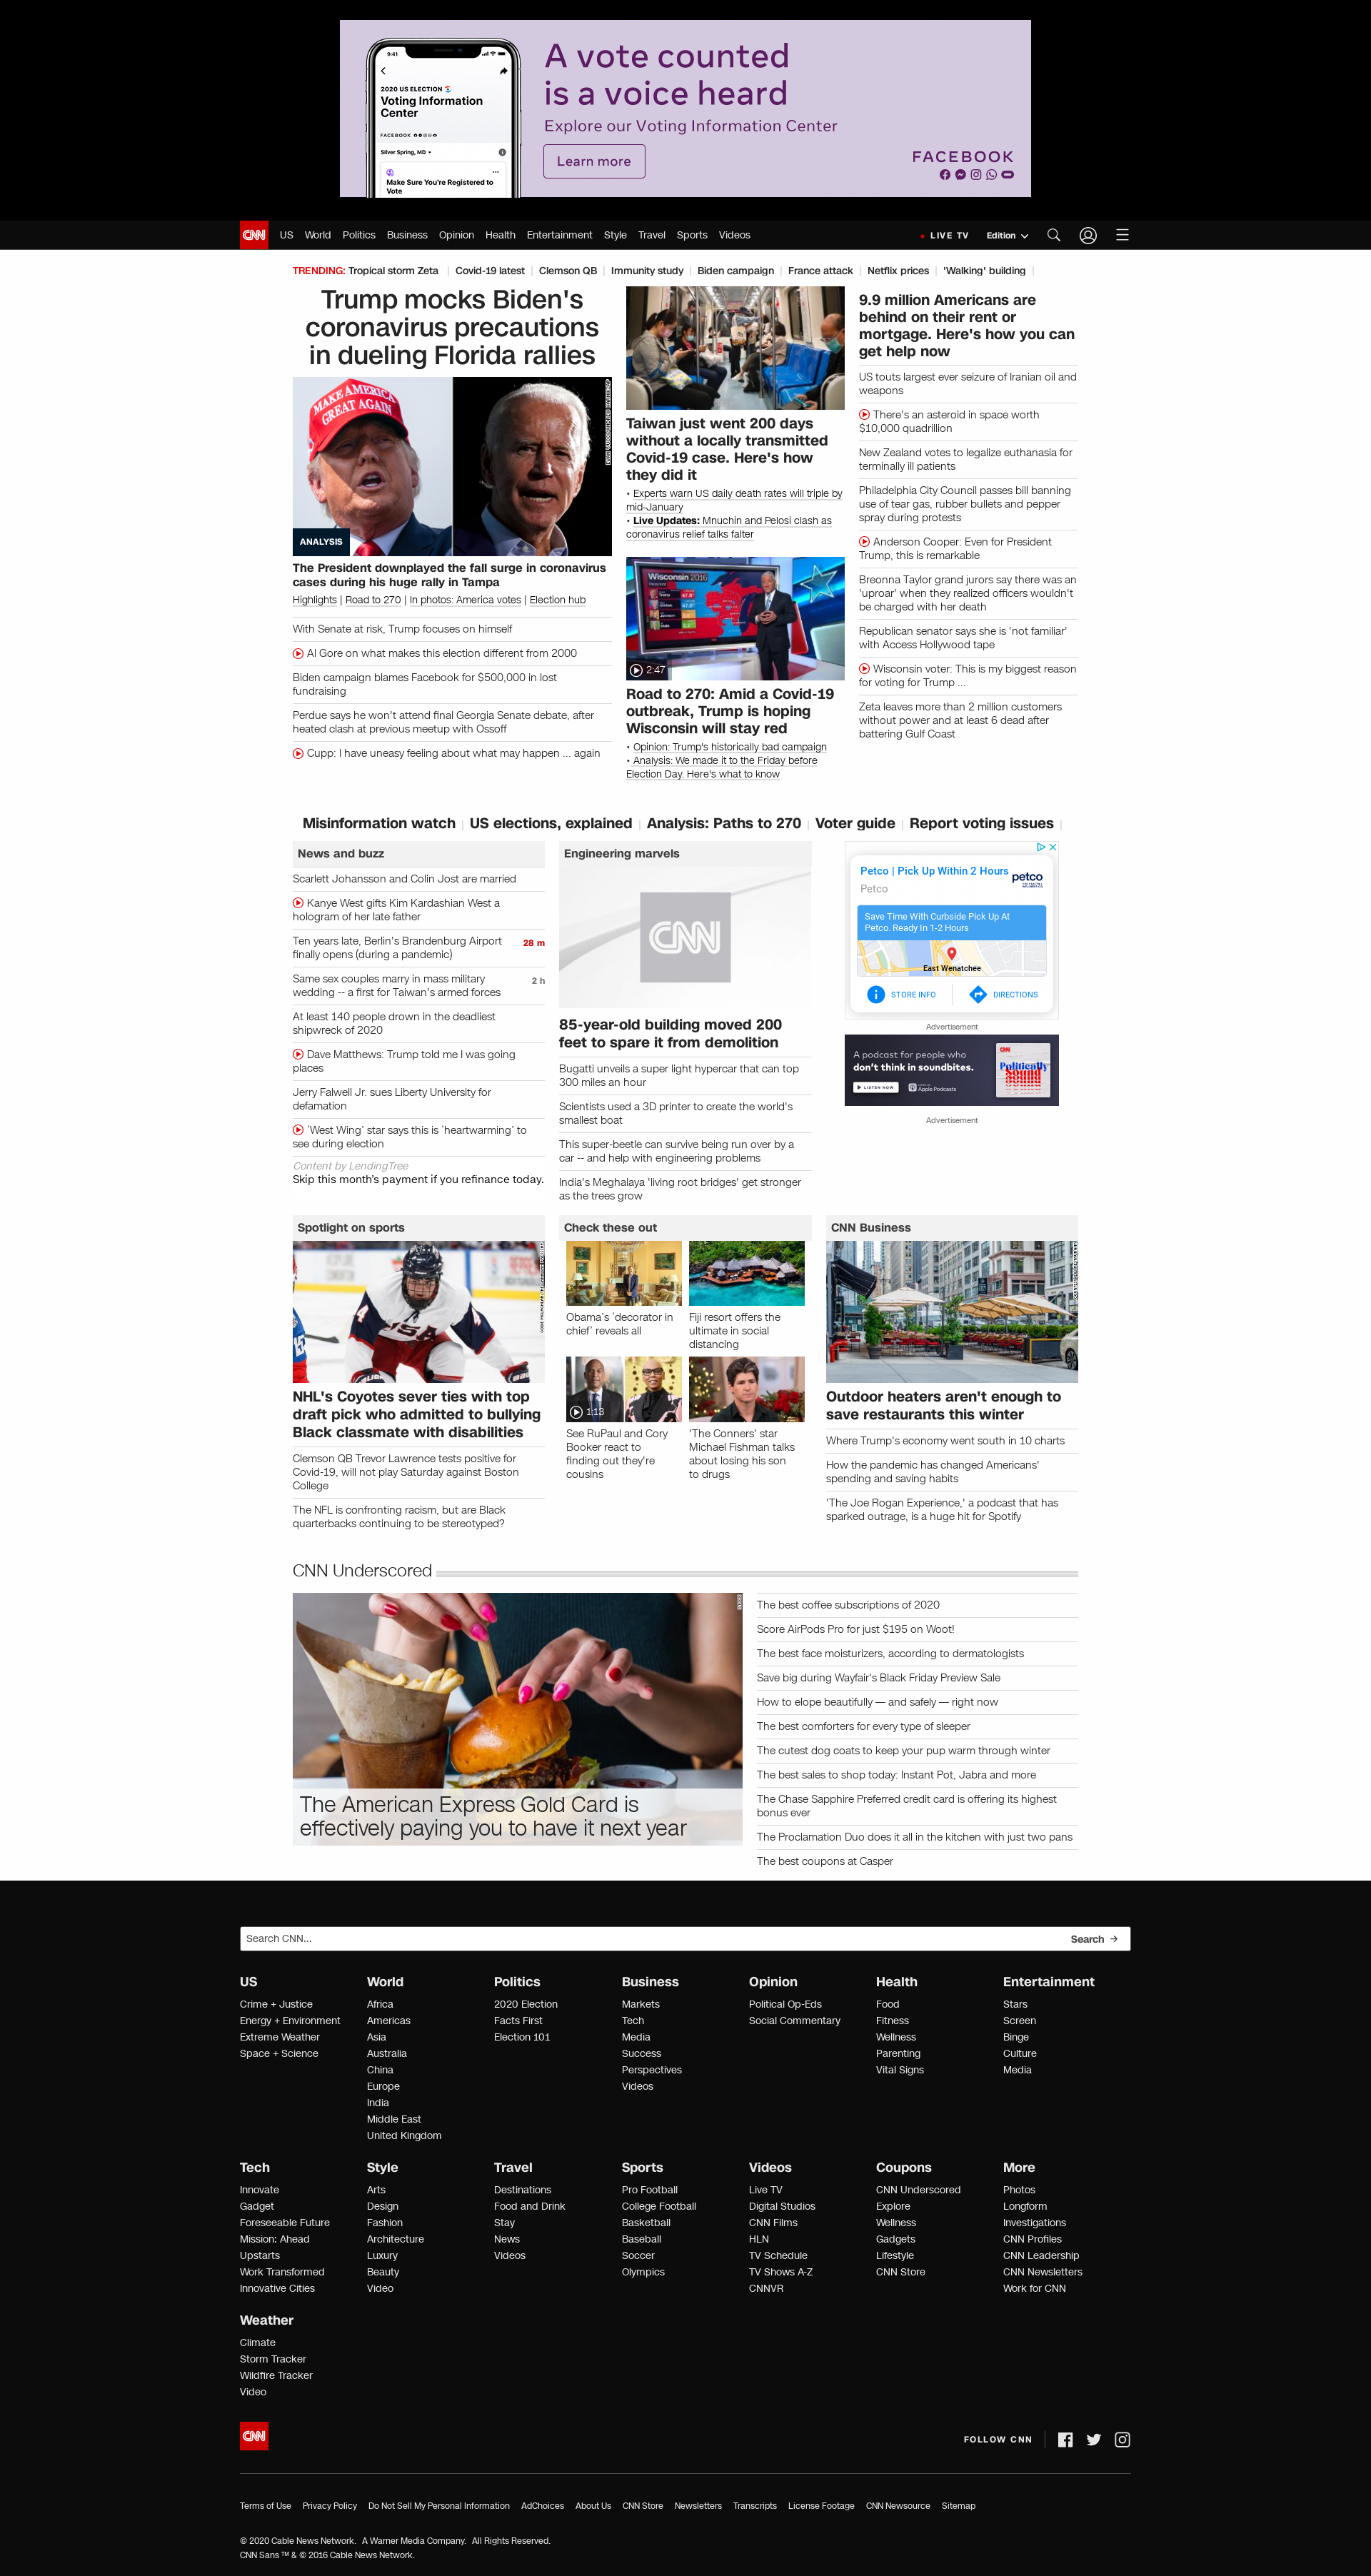 9:41
2020 US ELECTION
Voting Information
Center
FACEBOOK
Silver Spring, MD
Make Sure You're Registered to
Vote
A vote counted
is a voice heard
Explore our Voting Information Center
Learn more
FACEBOOK
CNN US World Politics Business Opinion Health Entertainment Style Travel Sports Videos LIVE TV Edition
TRENDING: Tropical storm Zeta | Covid-19 latest | Clemson QB | Immunity study | Biden campaign | France attack | Netflix prices | 'Walking' building |
Trump mocks Biden's
coronavirus precautions
in dueling Florida rallies
MAKE AMERICA
GREAT AGAIN
ANALYSIS
The President downplayed the fall surge in coronavirus
cases during his huge rally in Tampa
Highlights | Road to 270 | In photos: America votes | Election hub
With Senate at risk, Trump focuses on himself
Al Gore on what makes this election different from 2000
Biden campaign blames Facebook for $500,000 in lost
fundraising
Perdue says he won't attend final Georgia Senate debate, after
heated clash at previous meetup with Ossoff
Cupp: I have uneasy feeling about what may happen ... again
Taiwan just went 200 days
without a locally transmitted
Covid-19 case. Here's how
they did it
• Experts warn US daily death rates will triple by
mid-January
• Live Updates: Mnuchin and Pelosi clash as
coronavirus relief talks falter
Wisconsin 2016
2:47
Road to 270: Amid a Covid-19
outbreak, Trump is hoping
Wisconsin will stay red
• Opinion: Trump's historically bad campaign
• Analysis: We made it to the Friday before
Election Day. Here's what to know
9.9 million Americans are
behind on their rent or
mortgage. Here's how you can
get help now
US touts largest ever seizure of Iranian oil and
weapons
There's an asteroid in space worth
$10,000 quadrillion
New Zealand votes to legalize euthanasia for
terminally ill patients
Philadelphia City Council passes bill banning
use of tear gas, rubber bullets and pepper
spray during protests
Anderson Cooper: Even for President
Trump, this is remarkable
Breonna Taylor grand jurors say there was an
'uproar' when they realized officers wouldn't
be charged with her death
Republican senator says she is 'not familiar'
with Access Hollywood tape
Wisconsin voter: This is my biggest reason
for voting for Trump ...
Zeta leaves more than 2 million customers
without power and at least 6 dead after
battering Gulf Coast
Misinformation watch | US elections, explained | Analysis: Paths to 270 | Voter guide | Report voting issues |
News and buzz
Scarlett Johansson and Colin Jost are married
Kanye West gifts Kim Kardashian West a
hologram of her late father
Ten years late, Berlin's Brandenburg Airport 28 m
finally opens (during a pandemic)
Same sex couples marry in mass military 2 h
wedding -- a first for Taiwan's armed forces
At least 140 people drown in the deadliest
shipwreck of 2020
Dave Matthews: Trump told me I was going
places
Jerry Falwell Jr. sues Liberty University for
defamation
'West Wing' star says this is 'heartwarming' to
see during election
Content by LendingTree
Skip this month's payment if you refinance today.
Engineering marvels
CNN
85-year-old building moved 200
feet to spare it from demolition
Bugatti unveils a super light hypercar that can top
300 miles an hour
Scientists used a 3D printer to create the world's
smallest boat
This super-beetle can survive being run over by a
car -- and help with engineering problems
India's Meghalaya 'living root bridges' get stronger
as the trees grow
Petco | Pick Up Within 2 Hours
Petco
petco
Save Time With Curbside Pick Up At
Petco. Ready In 1-2 Hours
East Wenatchee
STORE INFO DIRECTIONS
Advertisement
A podcast for people who
don't think in soundbites.
LISTEN NOW
Apple Podcasts
CNN
Politically
Sound
Advertisement
Spotlight on sports
USA
NHL's Coyotes sever ties with top
draft pick who admitted to bullying
Black classmate with disabilities
Clemson QB Trevor Lawrence tests positive for
Covid-19, will not play Saturday against Boston
College
The NFL is confronting racism, but are Black
quarterbacks continuing to be stereotyped?
Check these out
Obama's 'decorator in
chief' reveals all
Fiji resort offers the
ultimate in social
distancing
1:13
See RuPaul and Cory
Booker react to
finding out they're
cousins
'The Conners' star
Michael Fishman talks
about losing his son
to drugs
CNN Business
Outdoor heaters aren't enough to
save restaurants this winter
Where Trump's economy went south in 10 charts
How the pandemic has changed Americans'
spending and saving habits
'The Joe Rogan Experience,' a podcast that has
sparked outrage, is a huge hit for Spotify
CNN Underscored
The American Express Gold Card is
effectively paying you to have it next year
The best coffee subscriptions of 2020
Score AirPods Pro for just $195 on Woot!
The best face moisturizers, according to dermatologists
Save big during Wayfair's Black Friday Preview Sale
How to elope beautifully — and safely — right now
The best comforters for every type of sleeper
The cutest dog coats to keep your pup warm through winter
The best sales to shop today: Instant Pot, Jabra and more
The Chase Sapphire Preferred credit card is offering its highest
bonus ever
The Proclamation Duo does it all in the kitchen with just two pans
The best coupons at Casper
Search CNN... Search →
US
Crime + Justice
Energy + Environment
Extreme Weather
Space + Science
World
Africa
Americas
Asia
Australia
China
Europe
India
Middle East
United Kingdom
Politics
2020 Election
Facts First
Election 101
Business
Markets
Tech
Media
Success
Perspectives
Videos
Opinion
Political Op-Eds
Social Commentary
Health
Food
Fitness
Wellness
Parenting
Vital Signs
Entertainment
Stars
Screen
Binge
Culture
Media
Tech
Innovate
Gadget
Foreseeable Future
Mission: Ahead
Upstarts
Work Transformed
Innovative Cities
Style
Arts
Design
Fashion
Architecture
Luxury
Beauty
Video
Travel
Destinations
Food and Drink
Stay
News
Videos
Sports
Pro Football
College Football
Basketball
Baseball
Soccer
Olympics
Videos
Live TV
Digital Studios
CNN Films
HLN
TV Schedule
TV Shows A-Z
CNNVR
Coupons
CNN Underscored
Explore
Wellness
Gadgets
Lifestyle
CNN Store
More
Photos
Longform
Investigations
CNN Profiles
CNN Leadership
CNN Newsletters
Work for CNN
Weather
Climate
Storm Tracker
Wildfire Tracker
Video
CNN
FOLLOW CNN
Terms of Use Privacy Policy Do Not Sell My Personal Information AdChoices About Us CNN Store Newsletters Transcripts License Footage CNN Newsource Sitemap
© 2020 Cable News Network. A Warner Media Company. All Rights Reserved.
CNN Sans ™ & © 2016 Cable News Network.